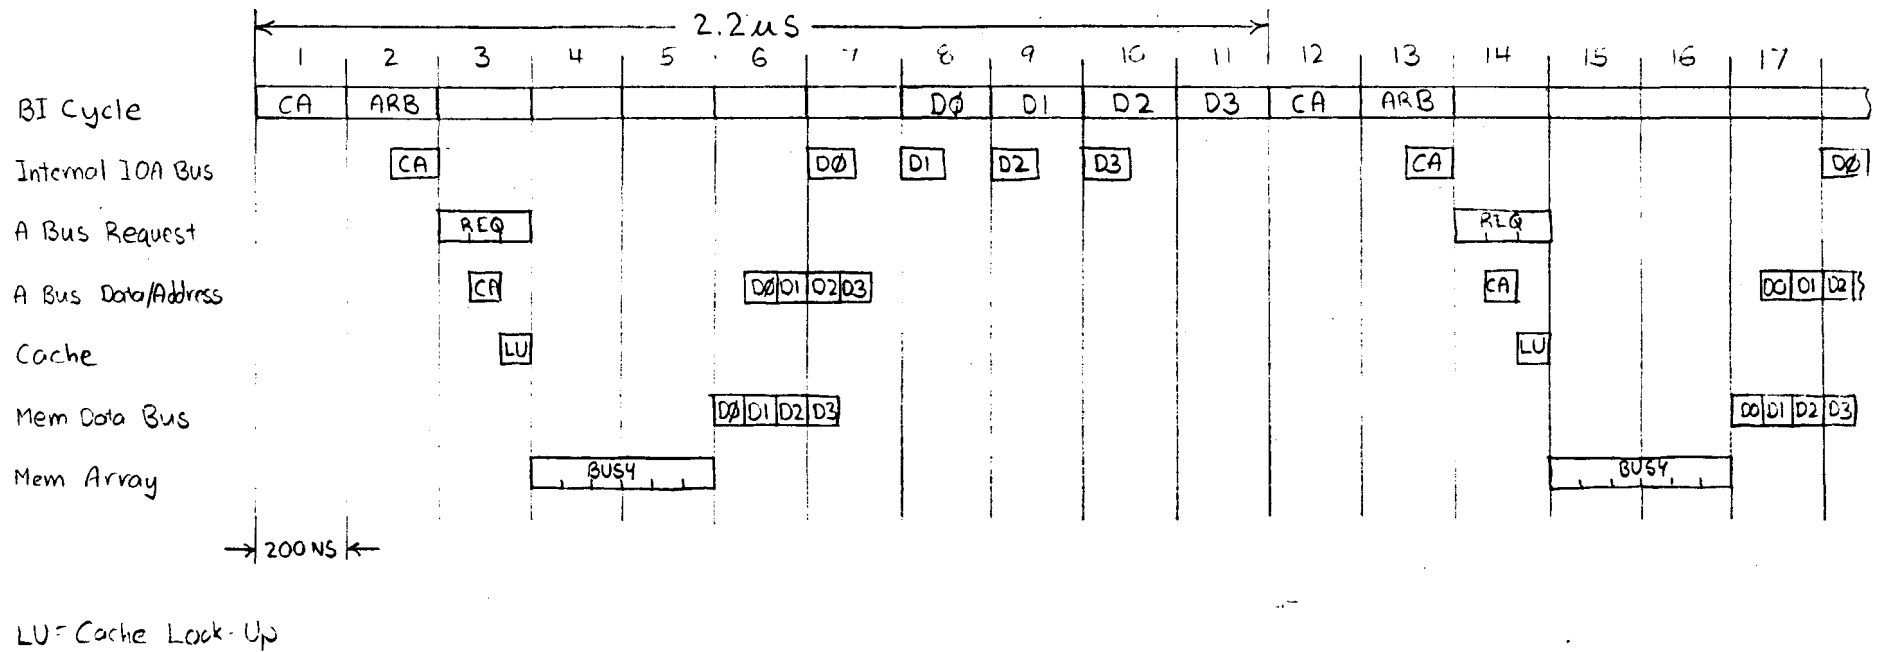 2.2 µS
1 2 3 4 5 6 7 8 9 10 11 12 13 14 15 16 17
BI Cycle CA ARB DØ D1 D2 D3 CA ARB
Internal IOA Bus CA DØ D1 D2 D3 CA DØ
A Bus Request REQ REQ
A Bus Data/Address CA DØ D1 D2 D3 CA D0 D1 D2
Cache LU LU
Mem Data Bus DØ D1 D2 D3 D0 D1 D2 D3
Mem Array BUSY BUSY
200 NS
LU = Cache Look-Up